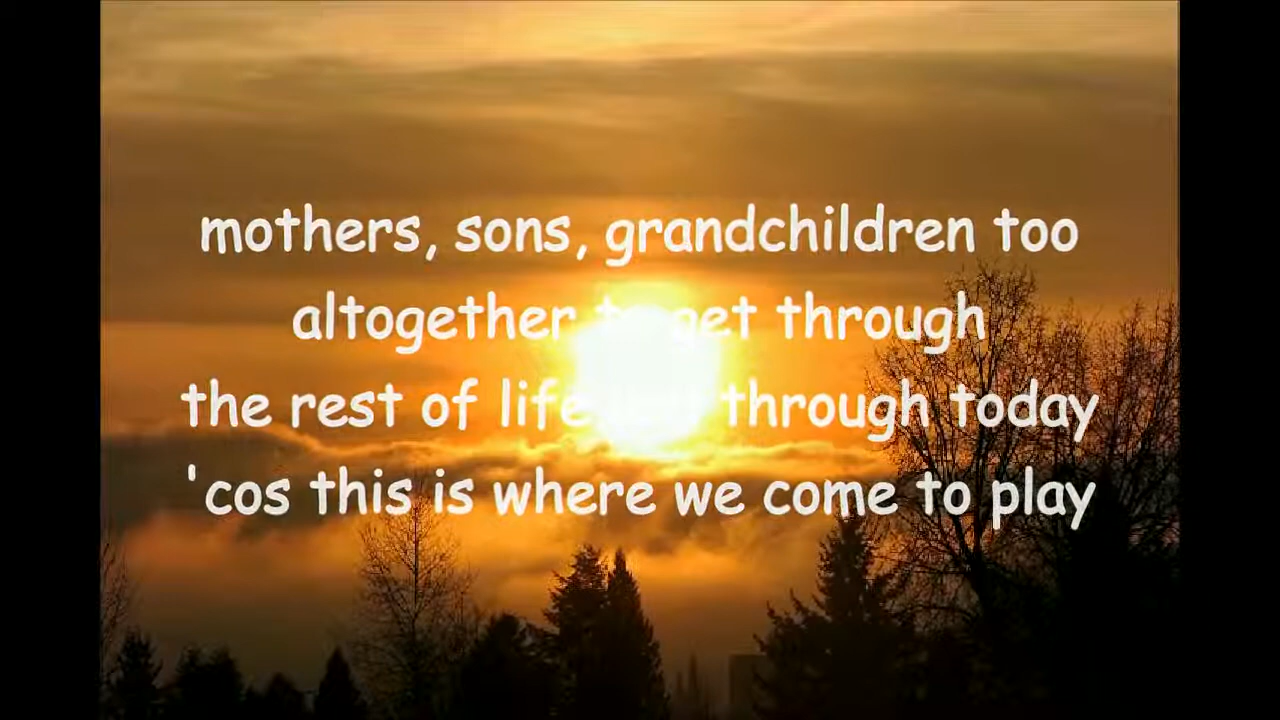 mothers, sons, grandchildren too
altogether to get through
the rest of life and through today
'cos this is where we come to play